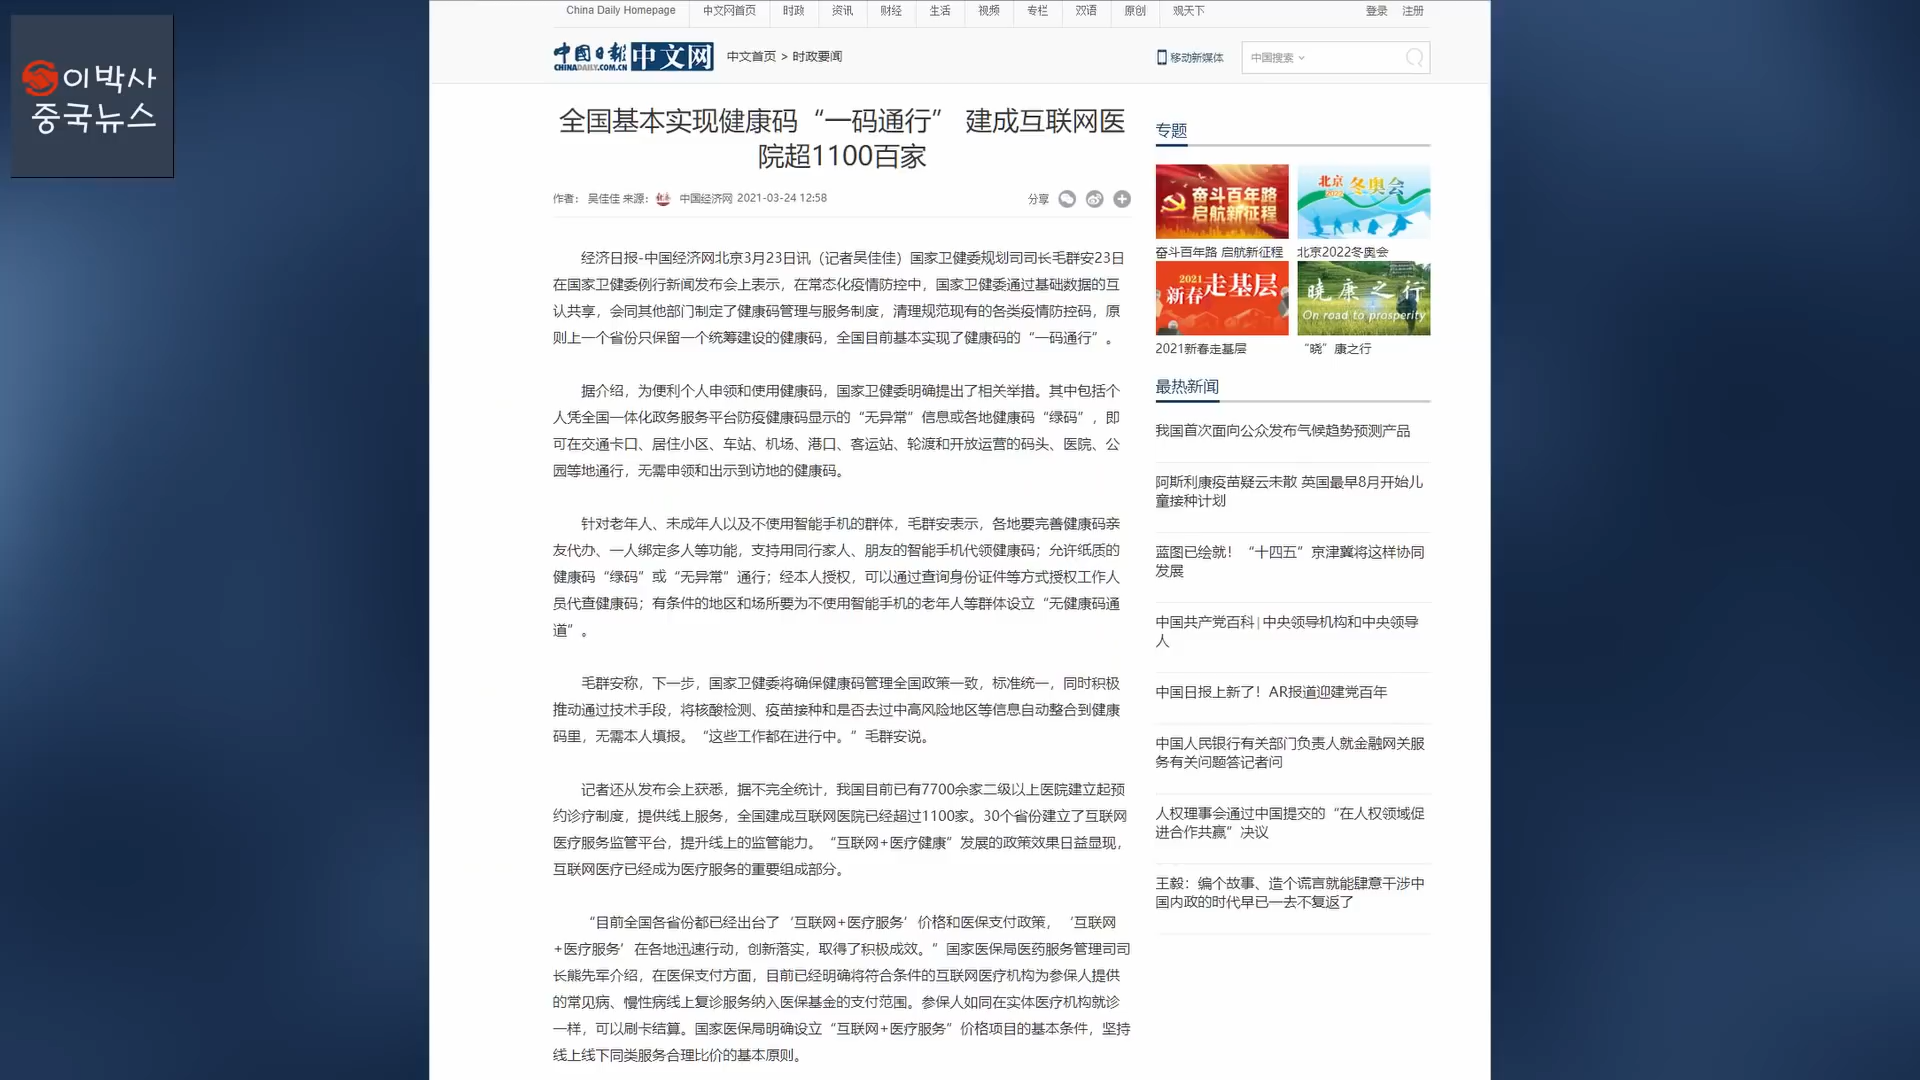 이박사
중국뉴스
China Daily Homepage 中文网首页 时政 资讯 财经 生活 视频 专栏 双语 原创 观天下 登录 注册
中国日报 中文网 中文首页 > 时政要闻 移动新媒体 中国搜索
CHINADAILY.COM.CN
全国基本实现健康码“一码通行” 建成互联网医
院超1100百家
作者： 吴佳佳 来源： 中国经济网 2021-03-24 12:58 分享
经济日报-中国经济网北京3月23日讯（记者吴佳佳）国家卫健委规划司司长毛群安23日
在国家卫健委例行新闻发布会上表示，在常态化疫情防控中，国家卫健委通过基础数据的互
认共享，会同其他部门制定了健康码管理与服务制度，清理规范现有的各类疫情防控码，原
则上一个省份只保留一个统筹建设的健康码，全国目前基本实现了健康码的“一码通行”。
据介绍，为便利个人申领和使用健康码，国家卫健委明确提出了相关举措。其中包括个
人凭全国一体化政务服务平台防疫健康码显示的“无异常”信息或各地健康码“绿码”，即
可在交通卡口、居住小区、车站、机场、港口、客运站、轮渡和开放运营的码头、医院、公
园等地通行，无需申领和出示到访地的健康码。
针对老年人、未成年人以及不使用智能手机的群体，毛群安表示，各地要完善健康码亲
友代办、一人绑定多人等功能，支持用同行家人、朋友的智能手机代领健康码；允许纸质的
健康码“绿码”或“无异常”通行；经本人授权，可以通过查询身份证件等方式授权工作人
员代查健康码；有条件的地区和场所要为不使用智能手机的老年人等群体设立“无健康码通
道”。
毛群安称，下一步，国家卫健委将确保健康码管理全国政策一致，标准统一，同时积极
推动通过技术手段，将核酸检测、疫苗接种和是否去过中高风险地区等信息自动整合到健康
码里，无需本人填报。“这些工作都在进行中。”毛群安说。
记者还从发布会上获悉，据不完全统计，我国目前已有7700余家二级以上医院建立起预
约诊疗制度，提供线上服务，全国建成互联网医院已经超过1100家。30个省份建立了互联网
医疗服务监管平台，提升线上的监管能力。“互联网+医疗健康”发展的政策效果日益显现，
互联网医疗已经成为医疗服务的重要组成部分。
“目前全国各省份都已经出台了‘互联网+医疗服务’价格和医保支付政策，‘互联网
+医疗服务’在各地迅速行动，创新落实，取得了积极成效。”国家医保局医药服务管理司司
长熊先军介绍，在医保支付方面，目前已经明确将符合条件的互联网医疗机构为参保人提供
的常见病、慢性病线上复诊服务纳入医保基金的支付范围。参保人如同在实体医疗机构就诊
一样，可以刷卡结算。国家医保局明确设立“互联网+医疗服务”价格项目的基本条件，坚持
线上线下同类服务合理比价的基本原则。
专题
奋斗百年路
启航新征程
北京 冬奥会
2022
奋斗百年路 启航新征程 北京2022冬奥会
2021
新春走基层
晓康之行
On road to prosperity
2021新春走基层 “晓”康之行
最热新闻
我国首次面向公众发布气候趋势预测产品
阿斯利康疫苗疑云未散 英国最早8月开始儿
童接种计划
蓝图已绘就！“十四五”京津冀将这样协同
发展
中国共产党百科|中央领导机构和中央领导
人
中国日报上新了！AR报道迎建党百年
中国人民银行有关部门负责人就金融网关服
务有关问题答记者问
人权理事会通过中国提交的“在人权领域促
进合作共赢”决议
王毅：编个故事、造个谎言就能肆意干涉中
国内政的时代早已一去不复返了